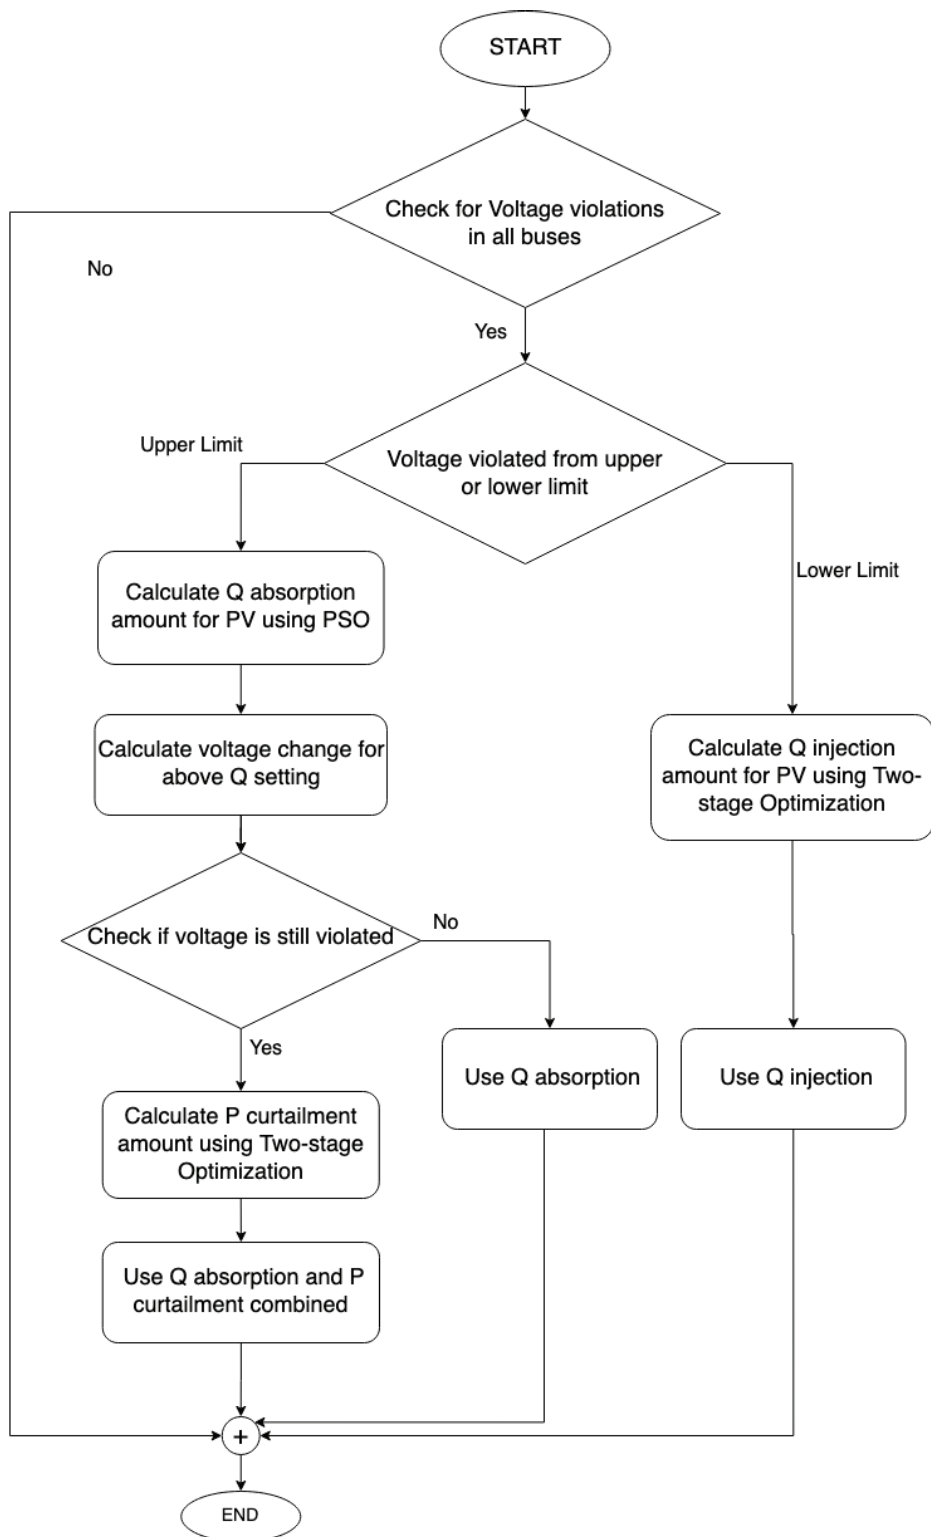 START
Check for Voltage violations
in all buses
No
Yes
Upper Limit
Voltage violated from upper
or lower limit
Lower Limit
Calculate Q absorption
amount for PV using PSO
Calculate voltage change for
above Q setting
Calculate Q injection
amount for PV using Two-
stage Optimization
Check if voltage is still violated
No
Yes
Use Q absorption
Use Q injection
Calculate P curtailment
amount using Two-stage
Optimization
Use Q absorption and P
curtailment combined
+
END